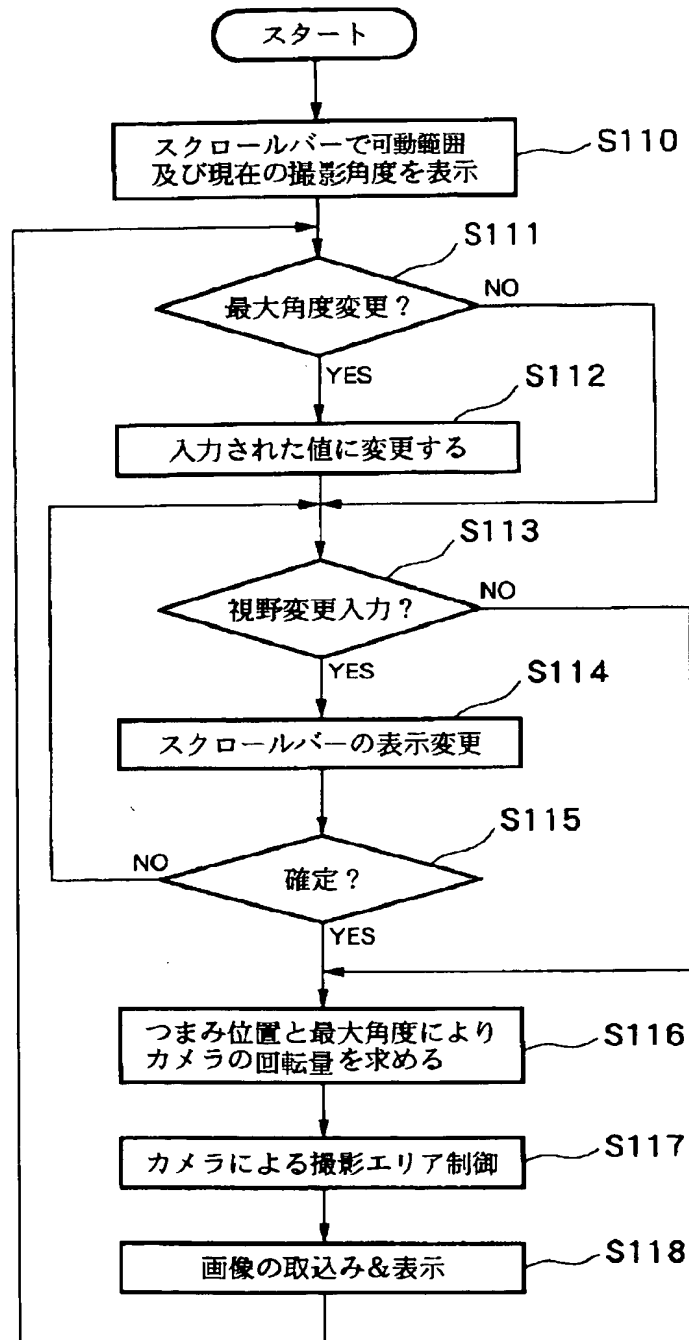 スタート
スクロールバーで可動範囲
及び現在の撮影角度を表示
S110
S111
最大角度変更？
NO
YES
S112
入力された値に変更する
S113
視野変更入力？
NO
YES
S114
スクロールバーの表示変更
S115
NO
確定？
YES
つまみ位置と最大角度により
カメラの回転量を求める
S116
カメラによる撮影エリア制御
S117
画像の取込み&表示
S118